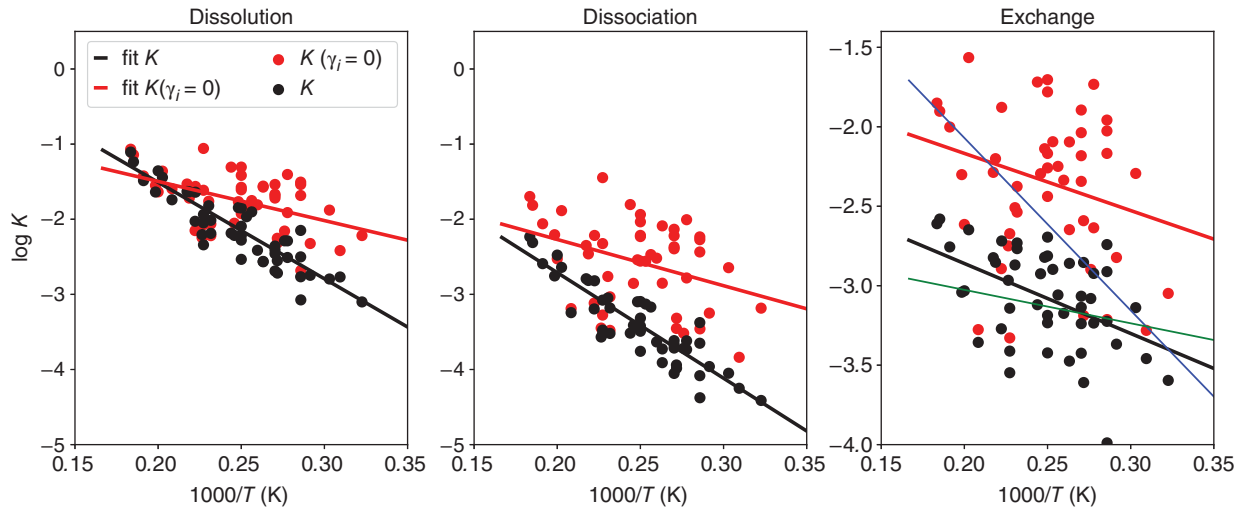 Dissolution
Dissociation
Exchange
fit K
fit K(γi = 0)
K (γi = 0)
K
log K
0
−1
−2
−3
−4
−5
0.15 0.20 0.25 0.30 0.35
1000/T (K)
0
−1
−2
−3
−4
−5
0.15 0.20 0.25 0.30 0.35
1000/T (K)
−1.5
−2.0
−2.5
−3.0
−3.5
−4.0
0.15 0.20 0.25 0.30 0.35
1000/T (K)